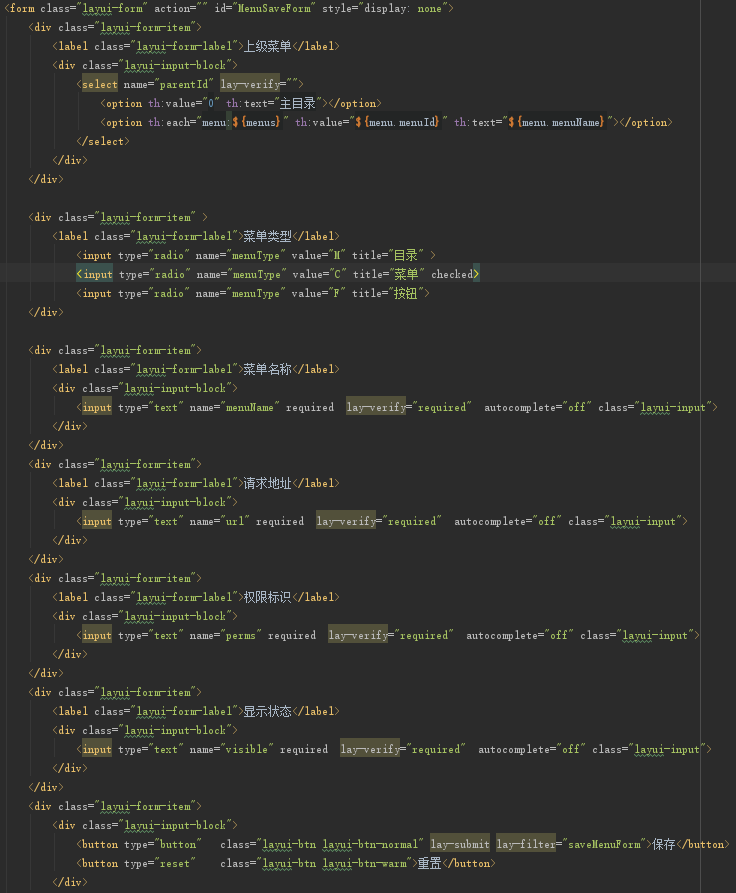 <form class="layui-form" action="" id="MenuSaveForm" style="display: none">
<div class="layui-form-item">
<label class="layui-form-label">上级菜单</label>
<div class="layui-input-block">
<select name="parentId" lay-verify="">
<option th:value="0" th:text="主目录"></option>
<option th:each="menu:${menus}" th:value="${menu.menuId}" th:text="${menu.menuName}"></option>
</select>
</div>
</div>
<div class="layui-form-item" >
<label class="layui-form-label">菜单类型</label>
<input type="radio" name="menuType" value="M" title="目录" >
<input type="radio" name="menuType" value="C" title="菜单" checked>
<input type="radio" name="menuType" value="F" title="按钮">
</div>
<div class="layui-form-item">
<label class="layui-form-label">菜单名称</label>
<div class="layui-input-block">
<input type="text" name="menuName" required  lay-verify="required"  autocomplete="off" class="layui-input">
</div>
</div>
<div class="layui-form-item">
<label class="layui-form-label">请求地址</label>
<div class="layui-input-block">
<input type="text" name="url" required  lay-verify="required"  autocomplete="off" class="layui-input">
</div>
</div>
<div class="layui-form-item">
<label class="layui-form-label">权限标识</label>
<div class="layui-input-block">
<input type="text" name="perms" required  lay-verify="required"  autocomplete="off" class="layui-input">
</div>
</div>
<div class="layui-form-item">
<label class="layui-form-label">显示状态</label>
<div class="layui-input-block">
<input type="text" name="visible" required  lay-verify="required"  autocomplete="off" class="layui-input">
</div>
</div>
<div class="layui-form-item">
<div class="layui-input-block">
<button type="button"   class="layui-btn layui-btn-normal" lay-submit lay-filter="saveMenuForm">保存</button>
<button type="reset"    class="layui-btn layui-btn-warm">重置</button>
</div>